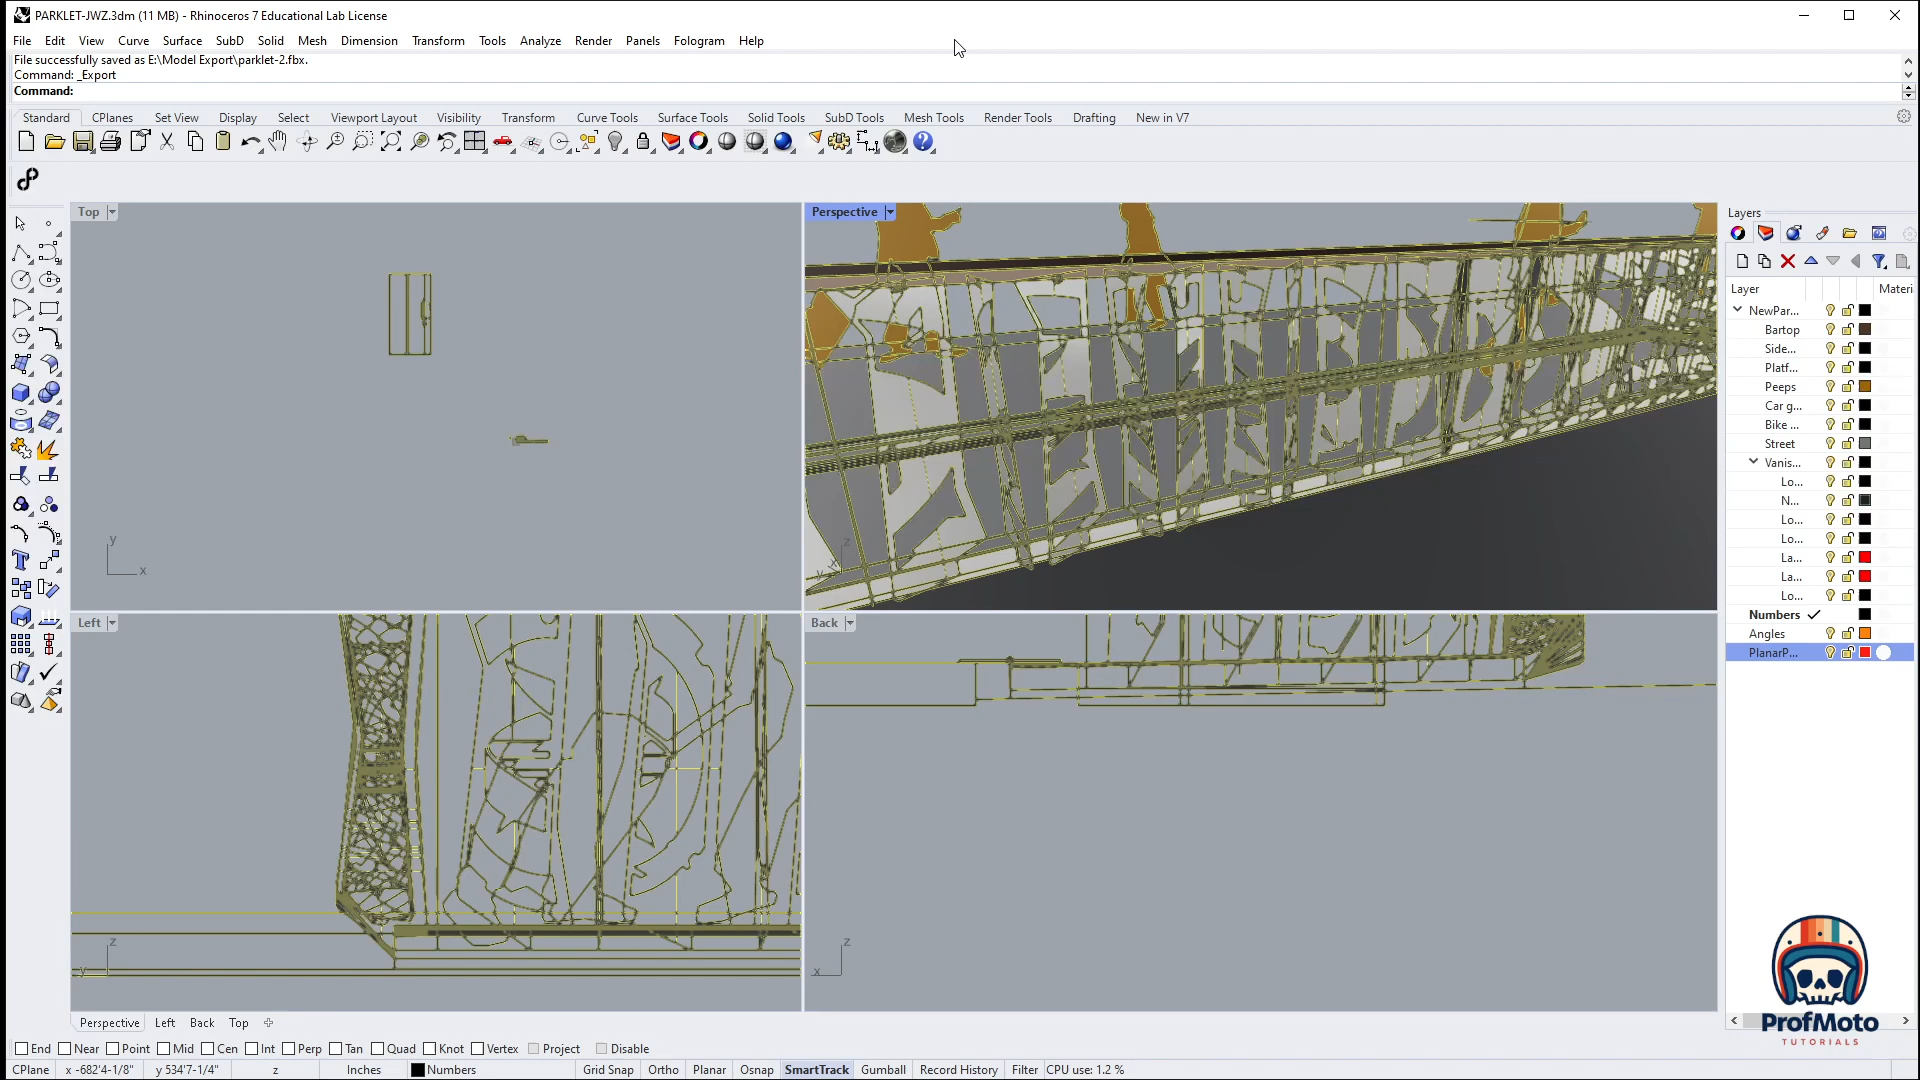 PARKLET-JWZ.3dm (11 MB) - Rhinoceros 7 Educational Lab License
File Edit View Curve Surface SubD Solid Mesh Dimension Transform Tools Analyze Render Panels Fologram Help
File successfully saved as E:\Model Export\parklet-2.fbx.
Command: _Export
Command:
Standard CPlanes Set View Display Select Viewport Layout Visibility Transform Curve Tools Surface Tools Solid Tools SubD Tools Mesh Tools Render Tools Drafting New in V7
Top
Perspective
Layers
Layer Materi
NewPar...
Bartop
Side...
Platf...
Peeps
Car g...
Bike ...
Street
Vanis...
Lo...
N...
Lo...
Lo...
La...
La...
Lo...
Numbers
Angles
PlanarP...
y
x
z
y x
Left
Back
z
y
z
x
ProfMoto
TUTORIALS
Perspective Left Back Top
End Near Point Mid Cen Int Perp Tan Quad Knot Vertex Project Disable
CPlane x -682'4-1/8" y 534'7-1/4" z Inches Numbers Grid Snap Ortho Planar Osnap SmartTrack Gumball Record History Filter CPU use: 1.2 %